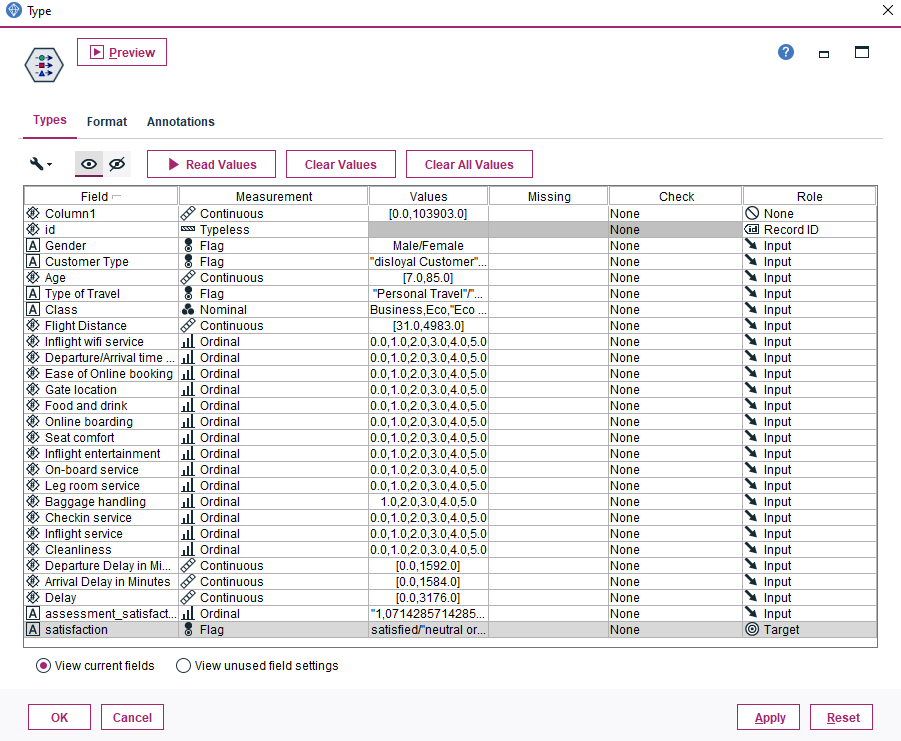 Type
Preview
Types Format Annotations
Read Values Clear Values Clear All Values
Field Measurement Values Missing Check Role
Column1 Continuous [0.0,103903.0] None None
id Typeless None Record ID
A Gender Flag Male/Female None Input
A Customer Type Flag "disloyal Customer"... None Input
Age Continuous [7.0,85.0] None Input
A Type of Travel Flag "Personal Travel"/"... None Input
A Class Nominal Business,Eco,"Eco ... None Input
Flight Distance Continuous [31.0,4983.0] None Input
Inflight wifi service Ordinal 0.0,1.0,2.0,3.0,4.0,5.0 None Input
Departure/Arrival time ... Ordinal 0.0,1.0,2.0,3.0,4.0,5.0 None Input
Ease of Online booking Ordinal 0.0,1.0,2.0,3.0,4.0,5.0 None Input
Gate location Ordinal 0.0,1.0,2.0,3.0,4.0,5.0 None Input
Food and drink Ordinal 0.0,1.0,2.0,3.0,4.0,5.0 None Input
Online boarding Ordinal 0.0,1.0,2.0,3.0,4.0,5.0 None Input
Seat comfort Ordinal 0.0,1.0,2.0,3.0,4.0,5.0 None Input
Inflight entertainment Ordinal 0.0,1.0,2.0,3.0,4.0,5.0 None Input
On-board service Ordinal 0.0,1.0,2.0,3.0,4.0,5.0 None Input
Leg room service Ordinal 0.0,1.0,2.0,3.0,4.0,5.0 None Input
Baggage handling Ordinal 1.0,2.0,3.0,4.0,5.0 None Input
Checkin service Ordinal 0.0,1.0,2.0,3.0,4.0,5.0 None Input
Inflight service Ordinal 0.0,1.0,2.0,3.0,4.0,5.0 None Input
Cleanliness Ordinal 0.0,1.0,2.0,3.0,4.0,5.0 None Input
Departure Delay in Mi... Continuous [0.0,1592.0] None Input
Arrival Delay in Minutes Continuous [0.0,1584.0] None Input
Delay Continuous [0.0,3176.0] None Input
A assessment_satisfact... Ordinal "1,0714285714285... None Input
A satisfaction Flag satisfied/"neutral or... None Target
View current fields View unused field settings
OK Cancel Apply Reset